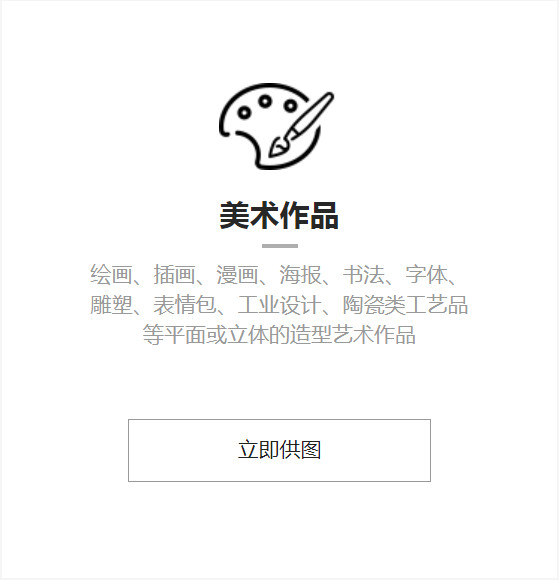 美术作品
绘画、插画、漫画、海报、书法、字体、
雕塑、表情包、工业设计、陶瓷类工艺品
等平面或立体的造型艺术作品
立即供图